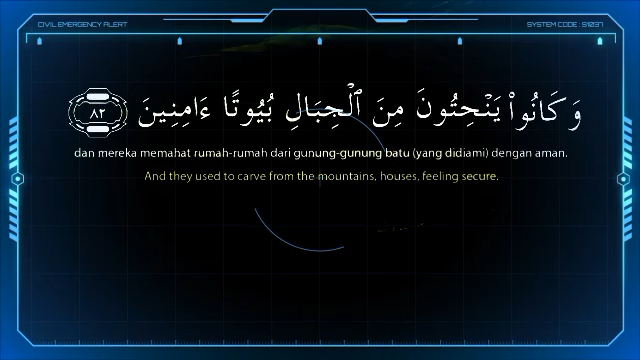 CIVIL EMERGENCY ALERT
SYSTEM CODE : S1037
وَكَانُوا۟ يَنْحِتُونَ مِنَ ٱلْجِبَالِ بُيُوتًا ءَامِنِينَ ٨٢
dan mereka memahat rumah-rumah dari gunung-gunung batu (yang didiami) dengan aman.
And they used to carve from the mountains, houses, feeling secure.